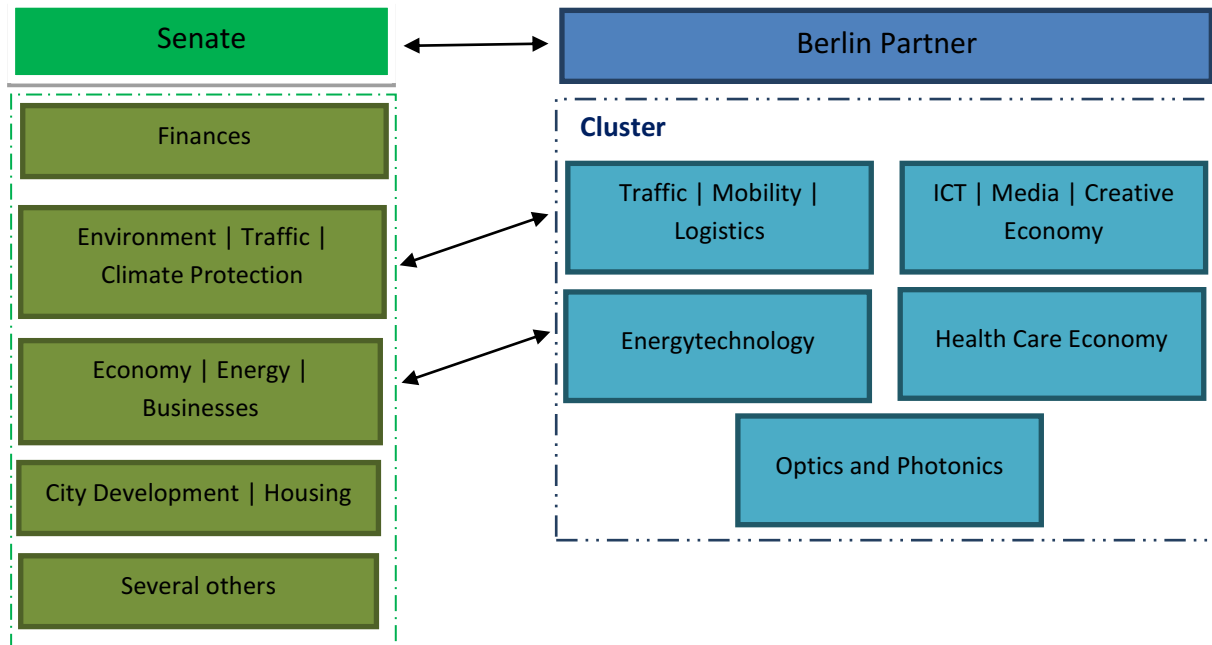 Senate
Berlin Partner
Finances
Environment | Traffic |
Climate Protection
Economy | Energy |
Businesses
City Development | Housing
Several others
Cluster
Traffic | Mobility |
Logistics
ICT | Media | Creative
Economy
Energytechnology
Health Care Economy
Optics and Photonics